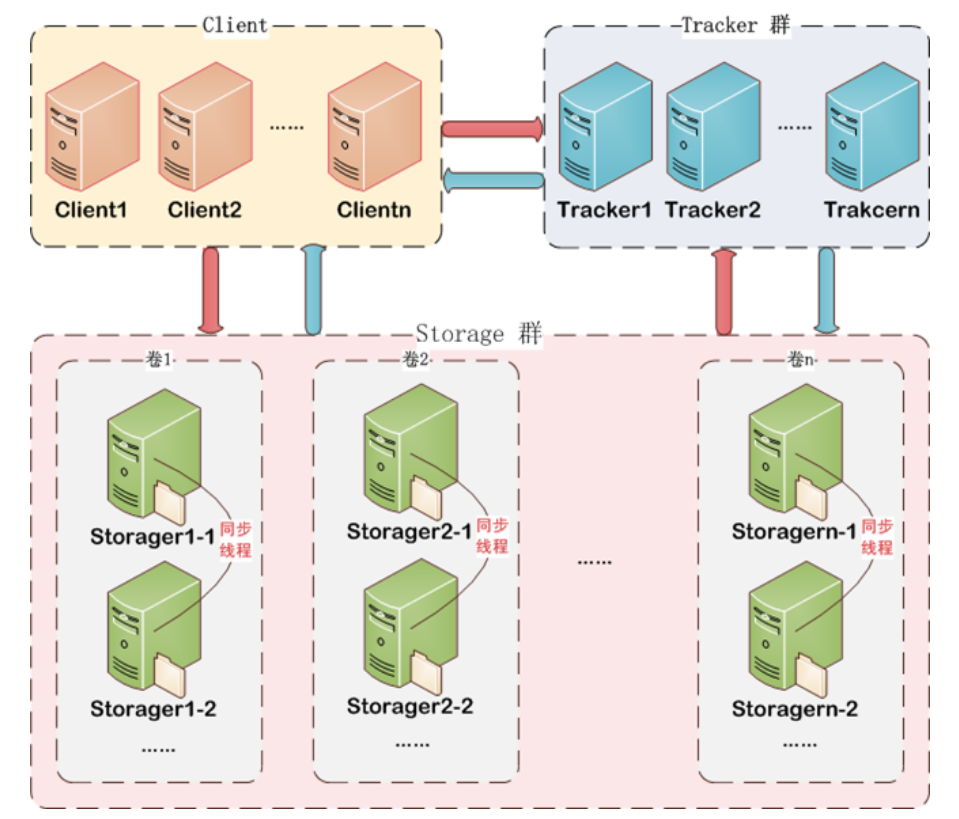 Client
Tracker 群
……
……
Client1
Client2
Clientn
Tracker1
Tracker2
Trakcern
Storage 群
卷1
卷2
卷n
Storager1-1
同步
线程
Storager1-2
……
Storager2-1
同步
线程
Storager2-2
……
……
Storagern-1
同步
线程
Storagern-2
……